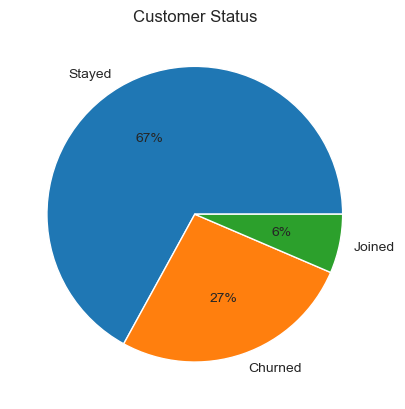 Customer Status
Stayed
67%
6%
Joined
27%
Churned